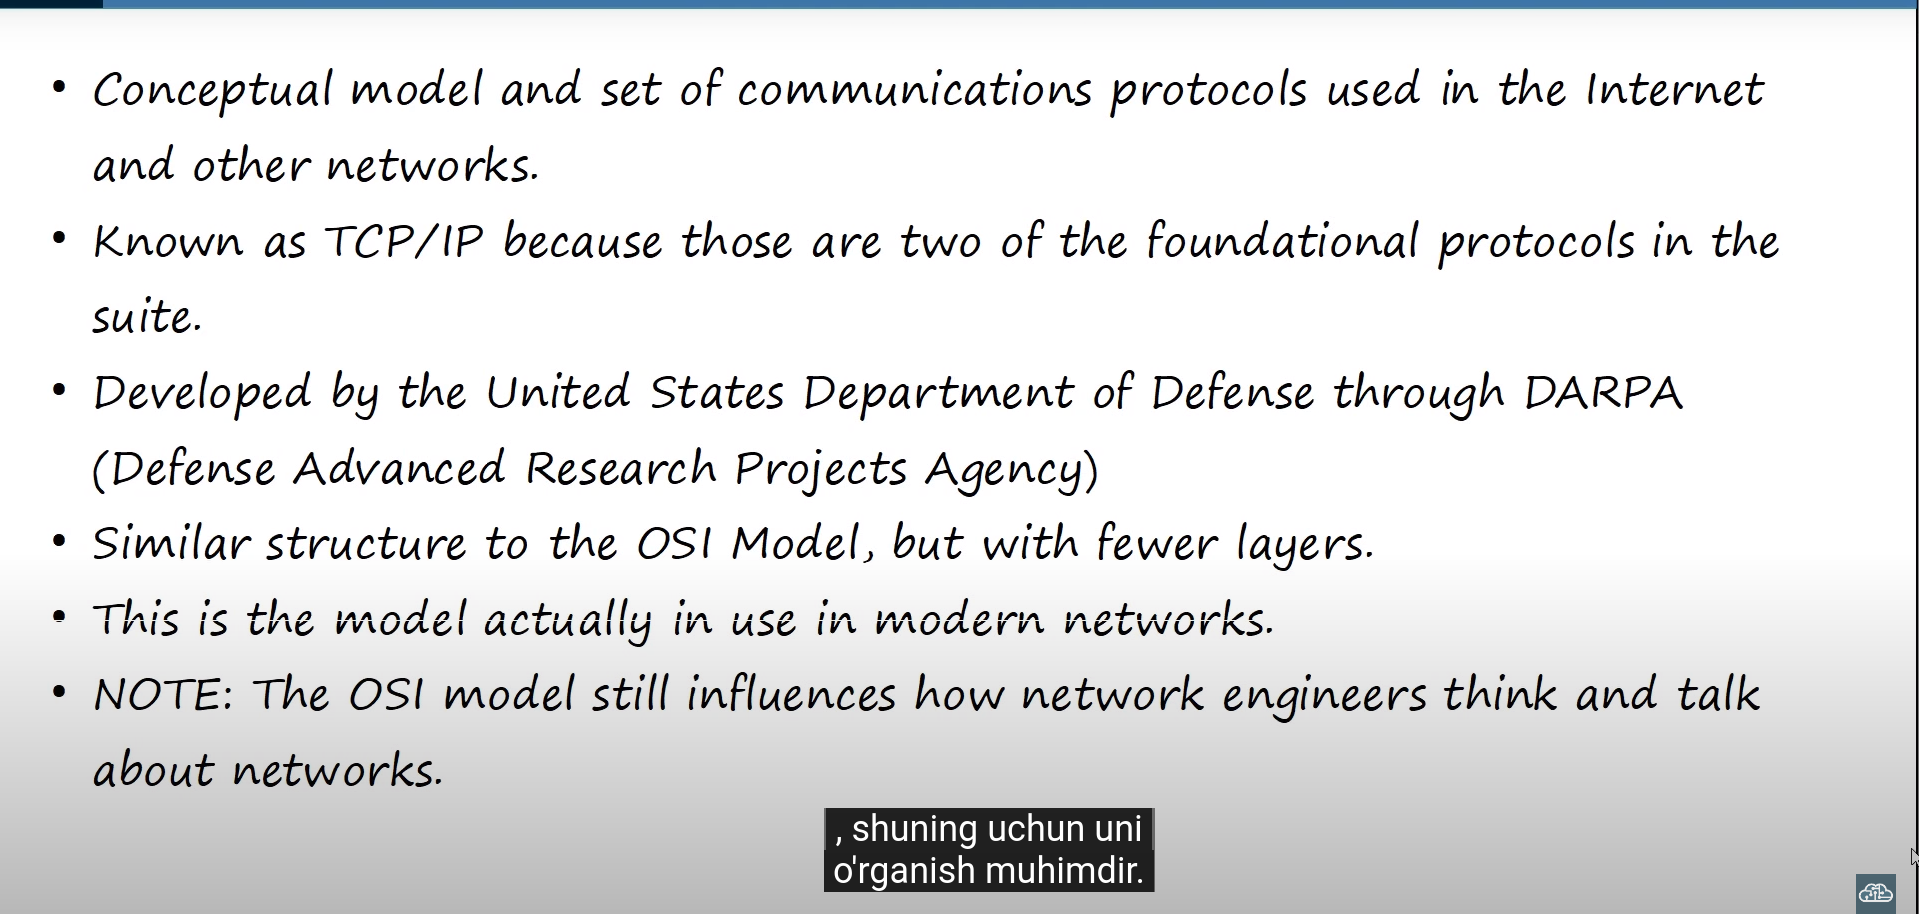 • Conceptual model and set of communications protocols used in the Internet
and other networks.
• Known as TCP/IP because those are two of the foundational protocols in the
suite.
• Developed by the United States Department of Defense through DARPA
(Defense Advanced Research Projects Agency)
• Similar structure to the OSI Model, but with fewer layers.
• This is the model actually in use in modern networks.
• NOTE: The OSI model still influences how network engineers think and talk
about networks.
, shuning uchun uni
o'rganish muhimdir.